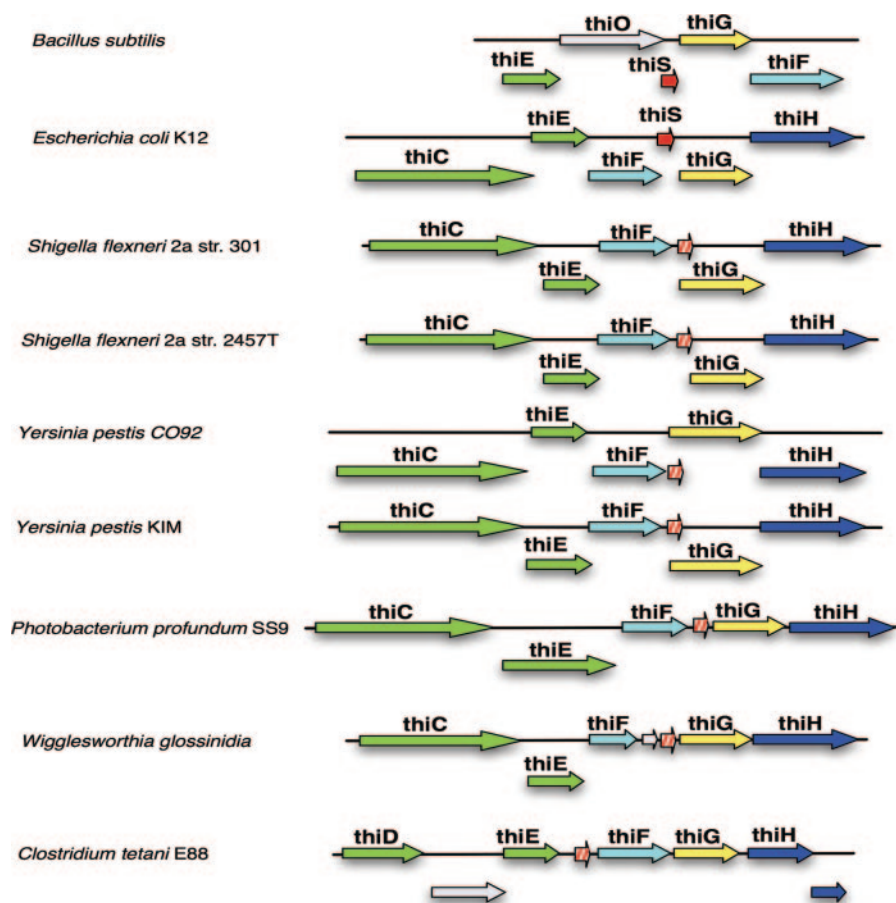 thiO thiG
Bacillus subtilis
thiE thiS thiF
thiE thiS thiH
Escherichia coli K12
thiC thiF thiG
thiC thiF thiH
Shigella flexneri 2a str. 301
thiE thiG
thiC thiF thiH
Shigella flexneri 2a str. 2457T
thiE thiG
thiE thiG
Yersinia pestis CO92
thiC thiF thiH
thiC thiF thiH
Yersinia pestis KIM
thiE thiG
thiC thiF thiG thiH
Photobacterium profundum SS9
thiE
thiC thiF thiG thiH
Wigglesworthia glossinidia
thiE
thiD thiE thiF thiG thiH
Clostridium tetani E88